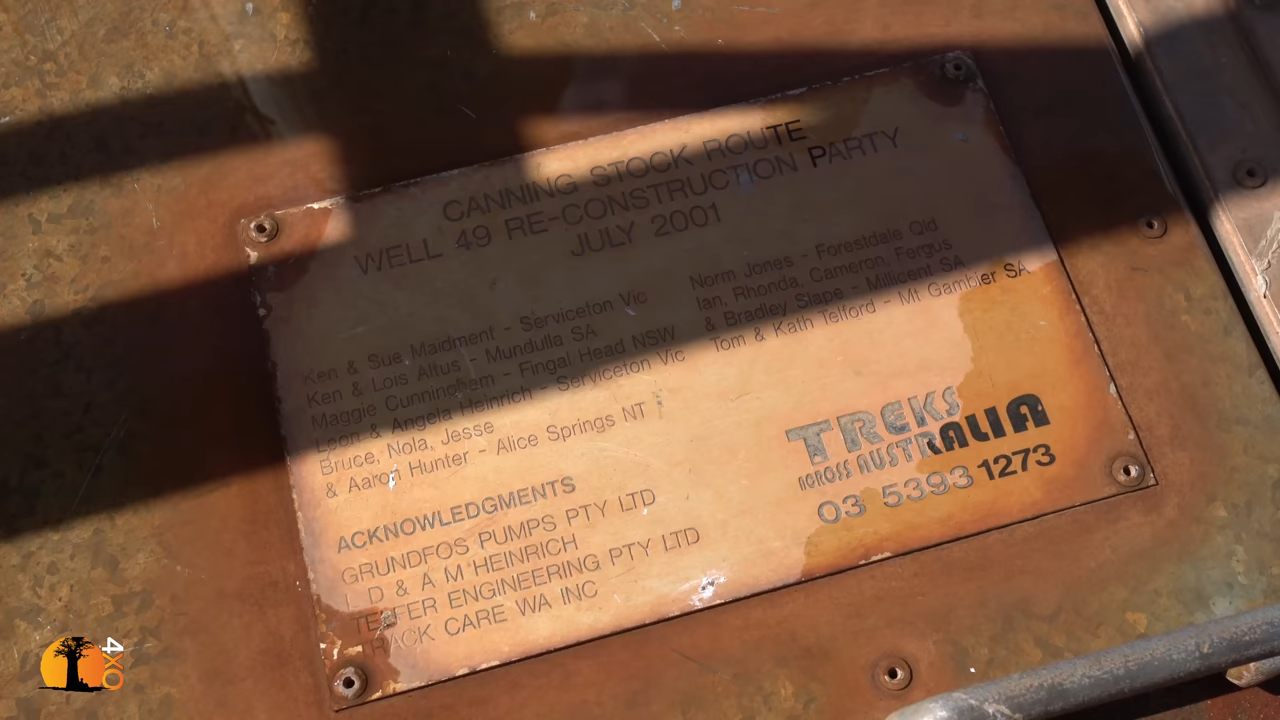 CANNING STOCK ROUTE
WELL 49 RE-CONSTRUCTION PARTY
JULY 2001
Ken & Sue Maidment - Serviceton Vic
Ken & Lois Altus - Mundulla SA
Maggie Cunningham - Fingal Head NSW
Leon & Angela Heinrich - Serviceton Vic
Bruce, Nola, Jesse
& Aaron Hunter - Alice Springs NT
Norm Jones - Forestdale Qld
Ian, Rhonda, Cameron, Fergus
& Bradley Slape - Millicent SA
Tom & Kath Telford - Mt Gambier SA
ACKNOWLEDGMENTS
GRUNDFOS PUMPS PTY LTD
L D & A M HEINRICH
TELFER ENGINEERING PTY LTD
TRACK CARE WA INC
TREKS
ACROSS AUSTRALIA
03 5393 1273
4XO